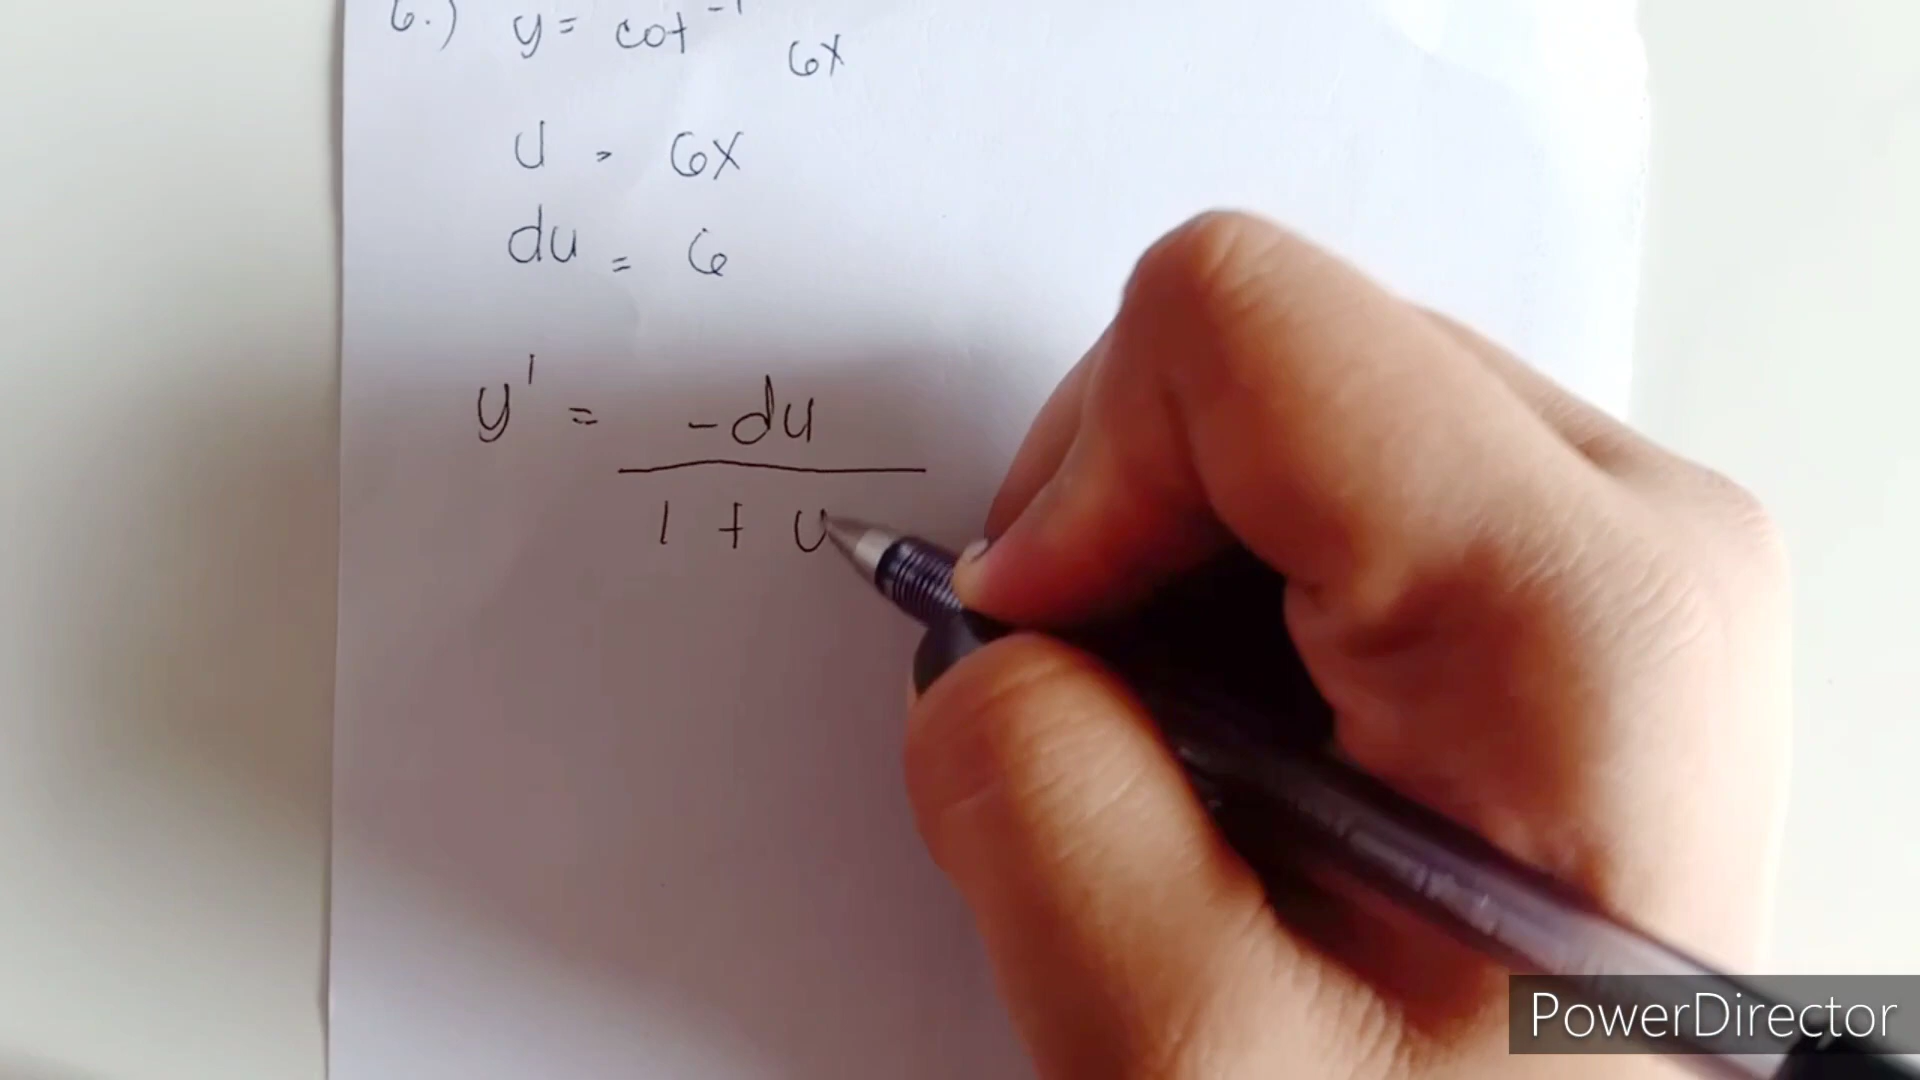 6.) y = cot⁻¹ 6x
u = 6x
du = 6
y' = -du
1 + u
PowerDirector